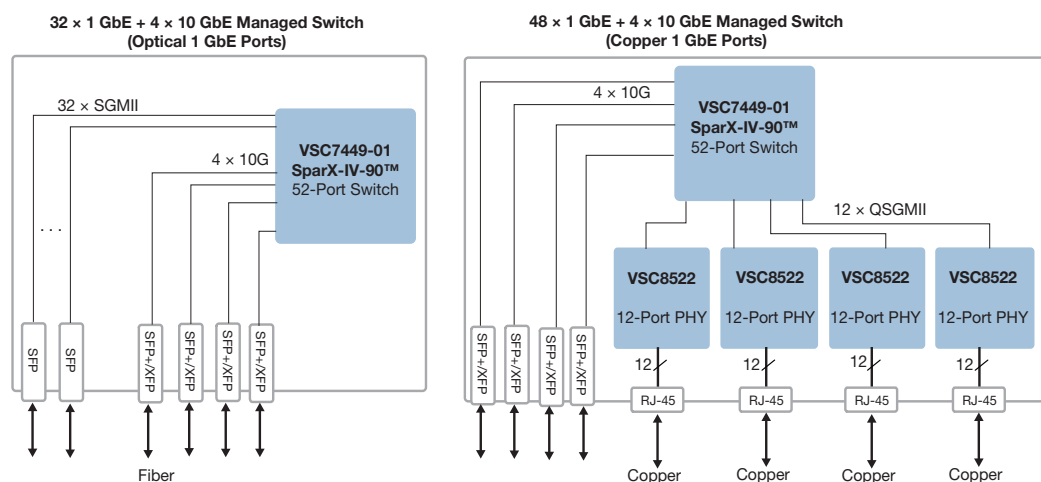 32 × 1 GbE + 4 × 10 GbE Managed Switch
(Optical 1 GbE Ports)
32 × SGMII
VSC7449-01
SparX-IV-90™
52-Port Switch
4 × 10G
. . .
SFP
SFP
SFP+/XFP
SFP+/XFP
SFP+/XFP
SFP+/XFP
Fiber
48 × 1 GbE + 4 × 10 GbE Managed Switch
(Copper 1 GbE Ports)
4 × 10G
VSC7449-01
SparX-IV-90™
52-Port Switch
12 × QSGMII
VSC8522
12-Port PHY
VSC8522
12-Port PHY
VSC8522
12-Port PHY
VSC8522
12-Port PHY
SFP+/XFP
SFP+/XFP
SFP+/XFP
SFP+/XFP
12
12
12
12
RJ-45
RJ-45
RJ-45
RJ-45
Copper
Copper
Copper
Copper